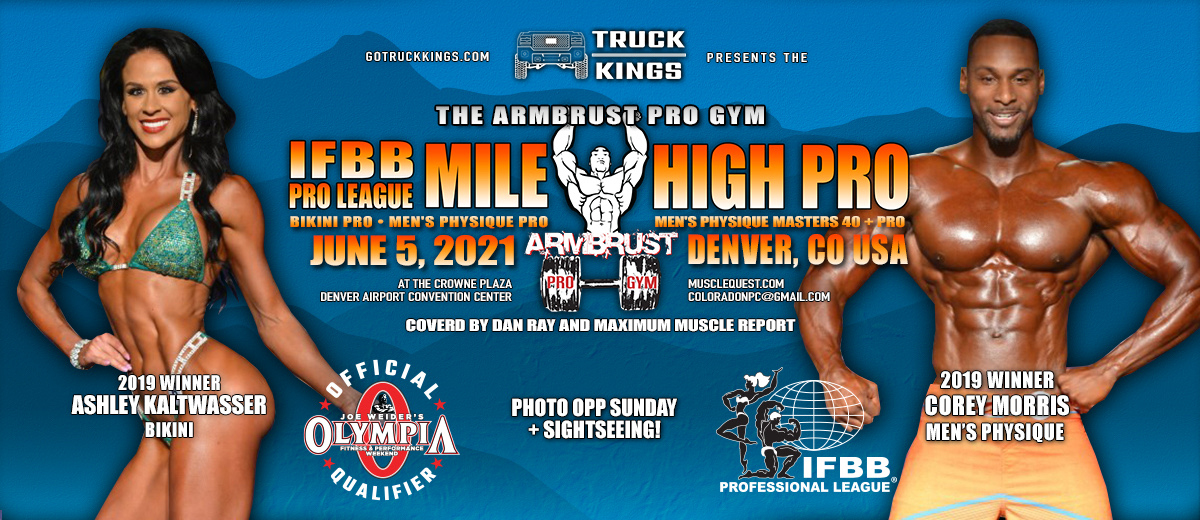 GOTRUCKKINGS.COM
TRUCK
KINGS
PRESENTS THE
THE ARMBRUST PRO GYM
IFBB
PRO LEAGUE
MILE HIGH PRO
BIKINI PRO • MEN'S PHYSIQUE PRO
MEN'S PHYSIQUE MASTERS 40 + PRO
JUNE 5, 2021
ARMBRUST
PRO GYM
DENVER, CO USA
AT THE CROWNE PLAZA
DENVER AIRPORT CONVENTION CENTER
MUSCLEQUEST.COM
COLORADONPC@GMAIL.COM
COVERD BY DAN RAY AND MAXIMUM MUSCLE REPORT
2019 WINNER
ASHLEY KALTWASSER
BIKINI
OFFICIAL
JOE WEIDER'S
OLYMPIA
FITNESS & PERFORMANCE
WEEKEND
QUALIFIER
PHOTO OPP SUNDAY
+ SIGHTSEEING!
IFBB
PROFESSIONAL LEAGUE®
2019 WINNER
COREY MORRIS
MEN'S PHYSIQUE